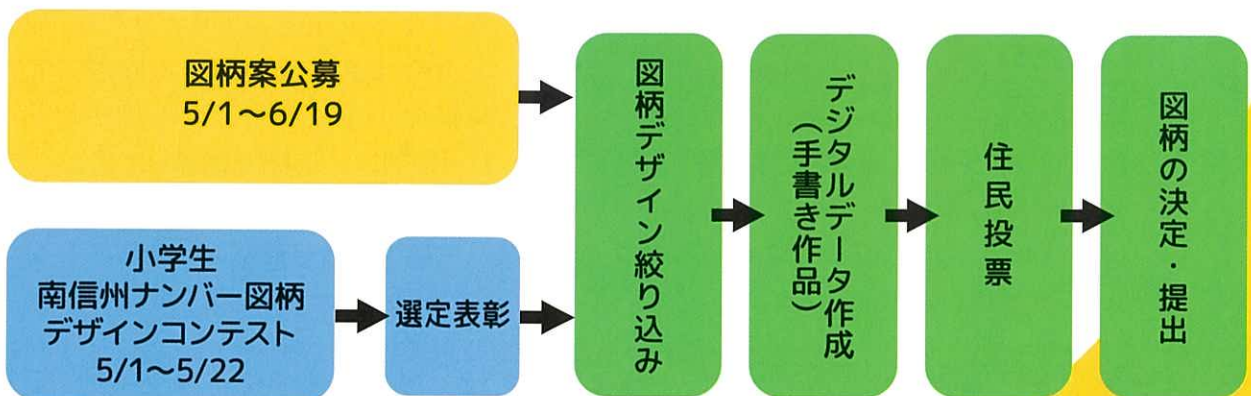 図柄案公募
5/1～6/19
小学生
南信州ナンバー図柄
デザインコンテスト
5/1～5/22
選定表彰
図柄デザイン絞り込み
デジタルデータ作成
（手書き作品）
住民投票
図柄の決定・提出